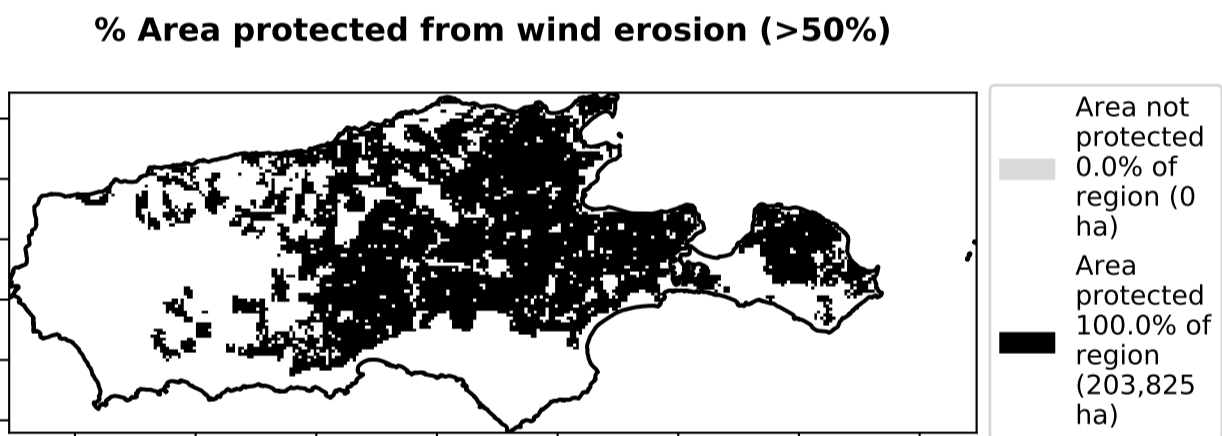 % Area protected from wind erosion (>50%)
Area not
protected
0.0% of
region (0
ha)
Area
protected
100.0% of
region
(203,825
ha)